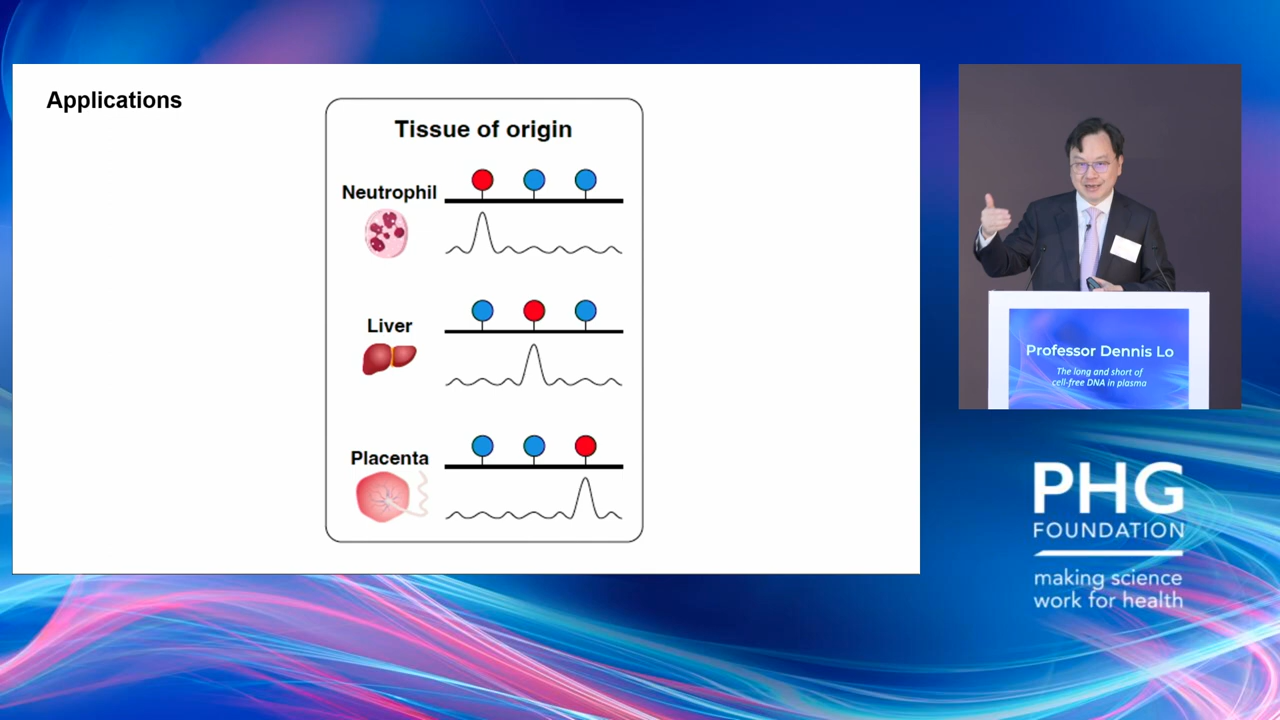 Applications
Tissue of origin
Neutrophil
Liver
Placenta
Professor Dennis Lo
The long and short of
cell-free DNA in plasma
PHG
FOUNDATION
making science
work for health